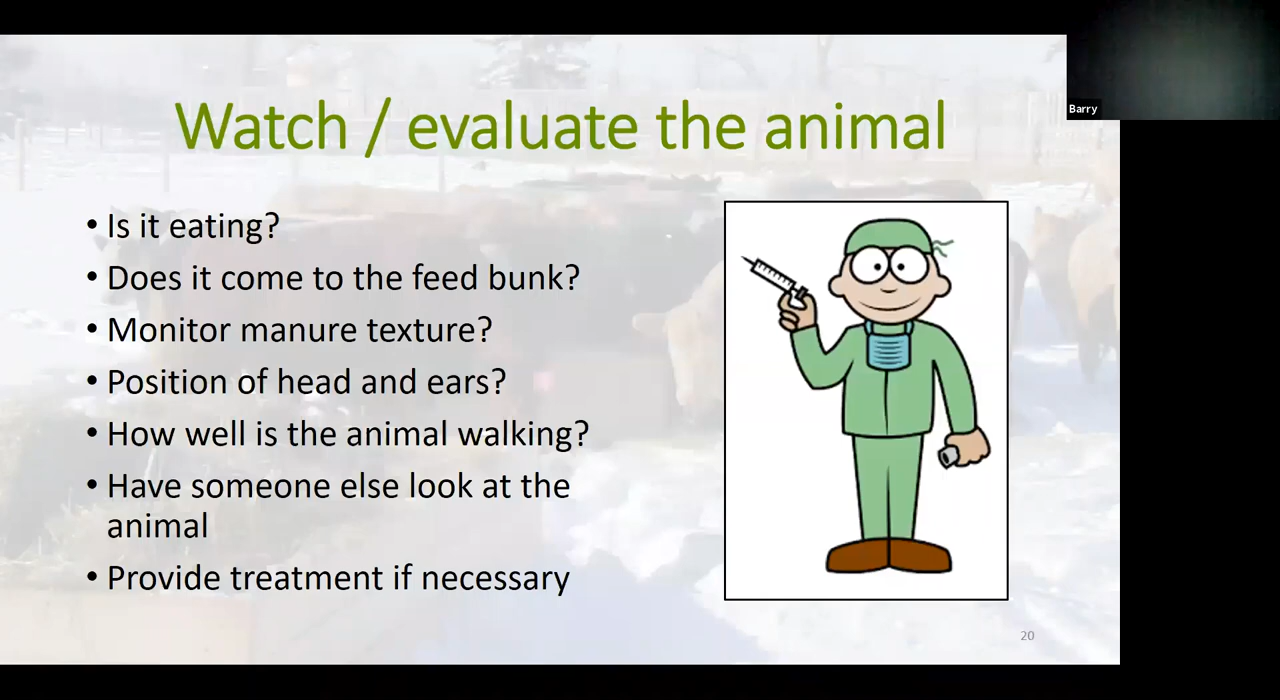 Barry
Watch / evaluate the animal
• Is it eating?
• Does it come to the feed bunk?
• Monitor manure texture?
• Position of head and ears?
• How well is the animal walking?
• Have someone else look at the
animal
• Provide treatment if necessary
20